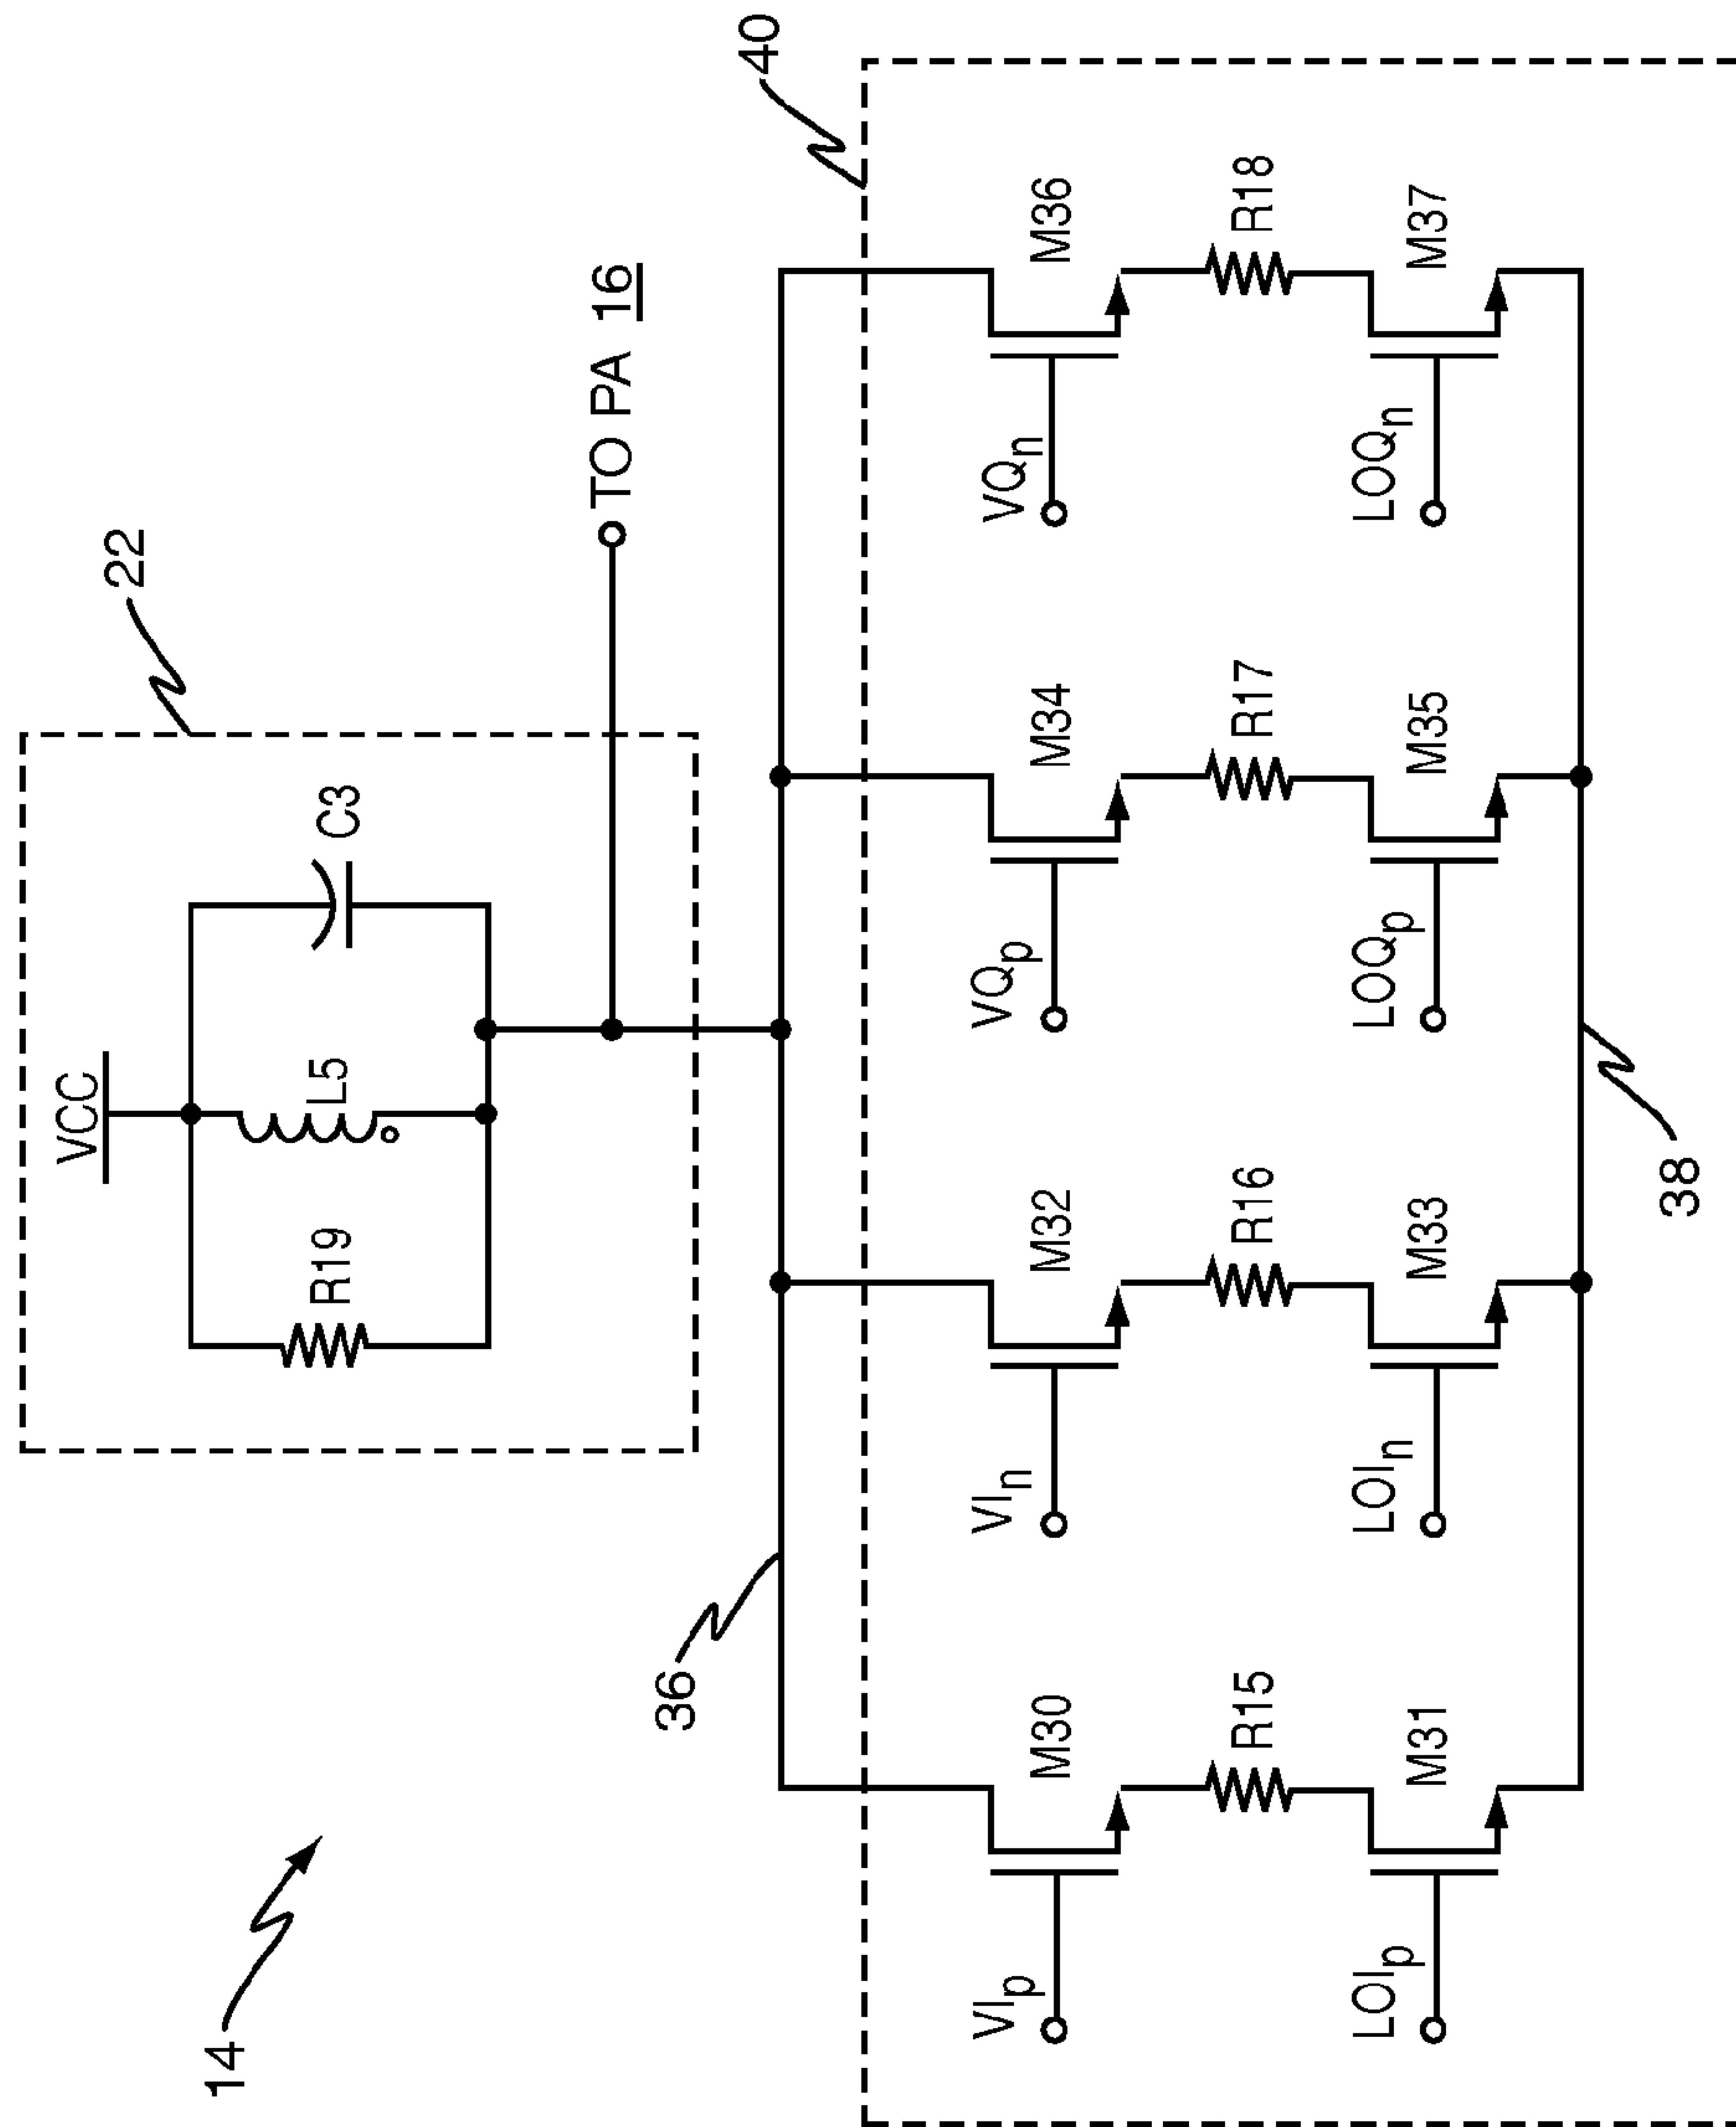 14
22
VCC
R19
L5
C3
TO PA 16
36
40
VIp
M30
VIn
M32
VQp
M34
VQn
M36
R15
R16
R17
R18
LOIp
M31
LOIn
M33
LOQp
M35
LOQn
M37
38